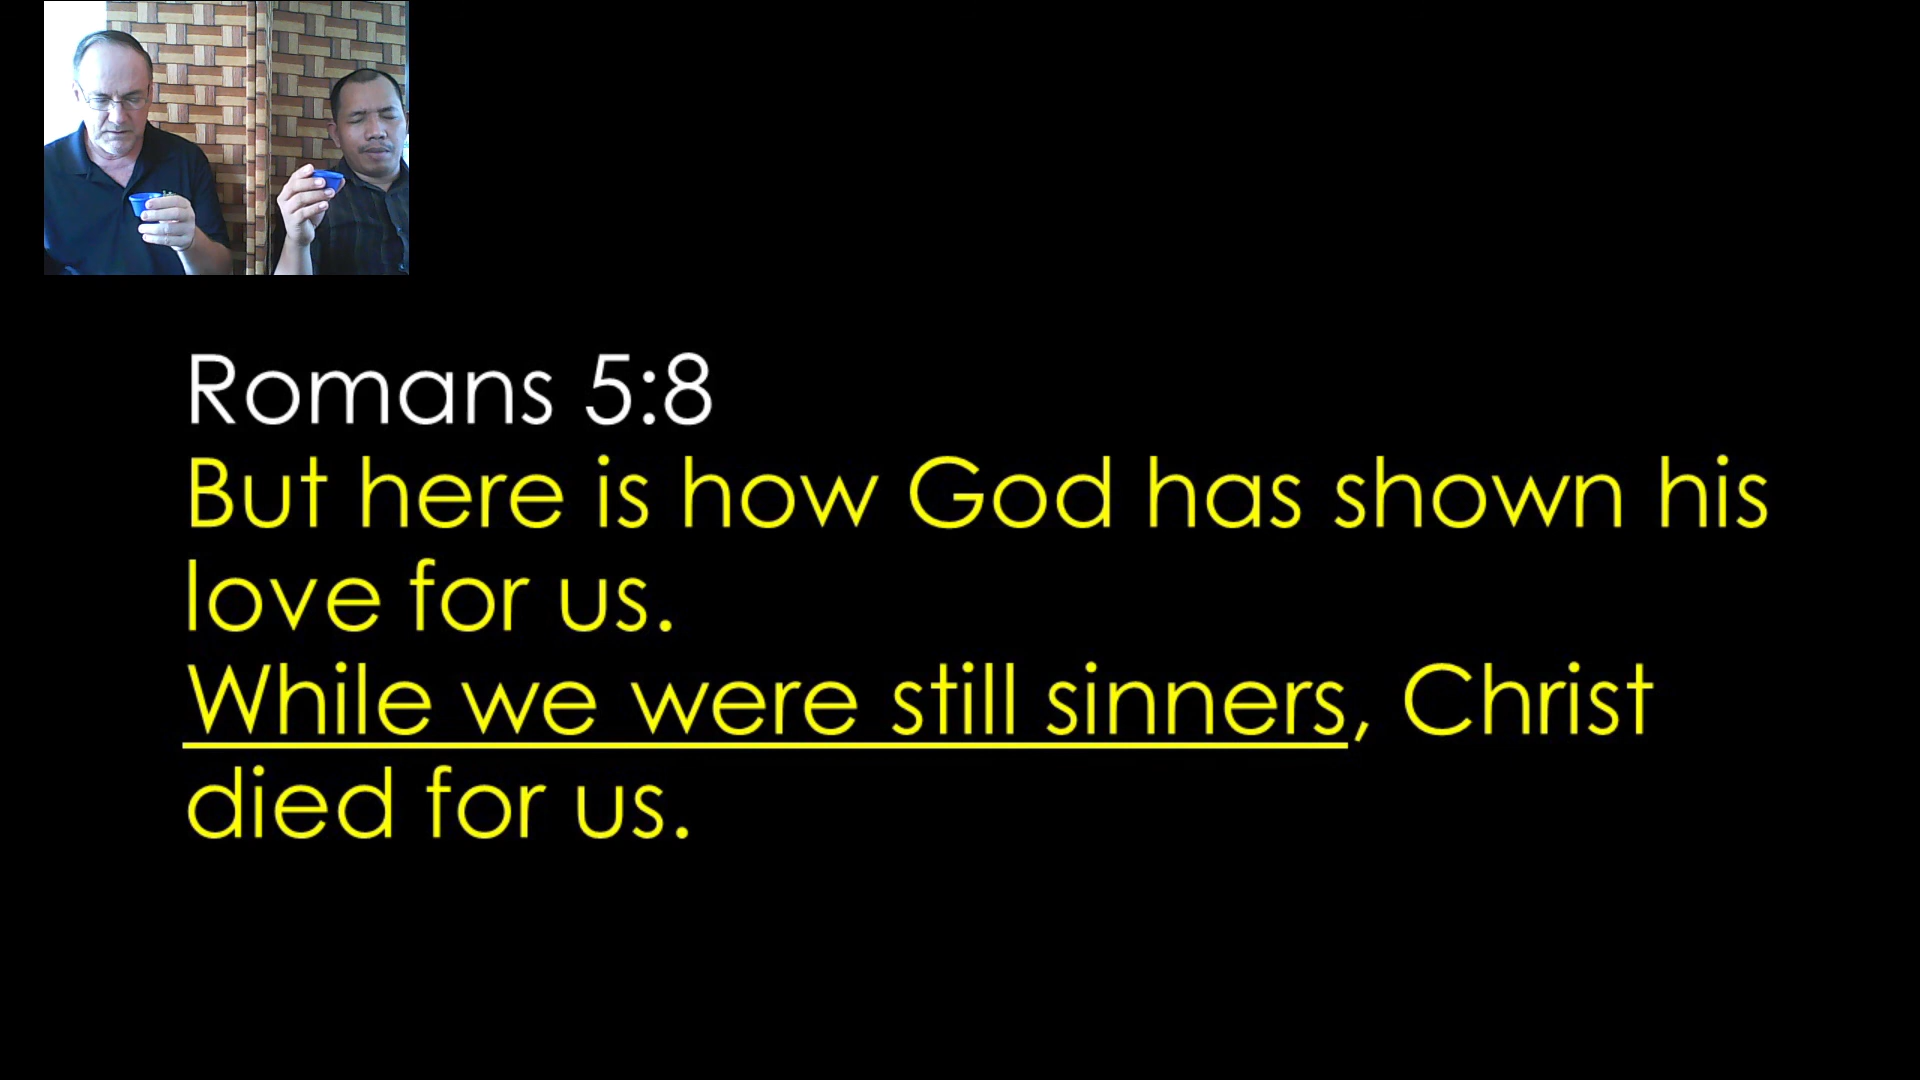 Romans 5:8
But here is how God has shown his
love for us.
While we were still sinners, Christ
died for us.